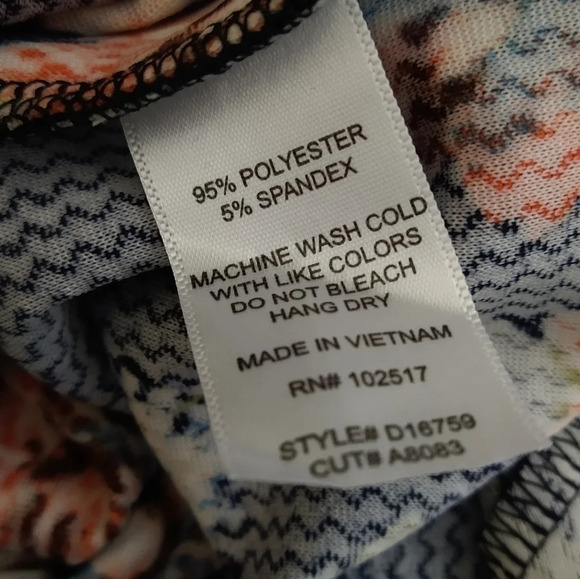 95% POLYESTER
5% SPANDEX
MACHINE WASH COLD
WITH LIKE COLORS
DO NOT BLEACH
HANG DRY
MADE IN VIETNAM
RN# 102517
STYLE# D16759
CUT# A8083